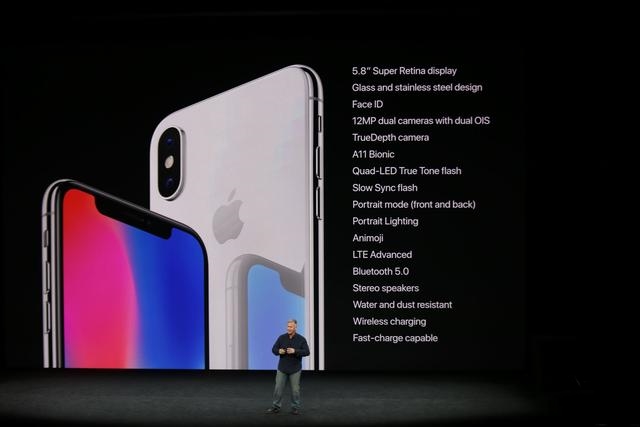 5.8” Super Retina display
Glass and stainless steel design
Face ID
12MP dual cameras with dual OIS
TrueDepth camera
A11 Bionic
Quad-LED True Tone flash
Slow Sync flash
Portrait mode (front and back)
Portrait Lighting
Animoji
LTE Advanced
Bluetooth 5.0
Stereo speakers
Water and dust resistant
Wireless charging
Fast-charge capable